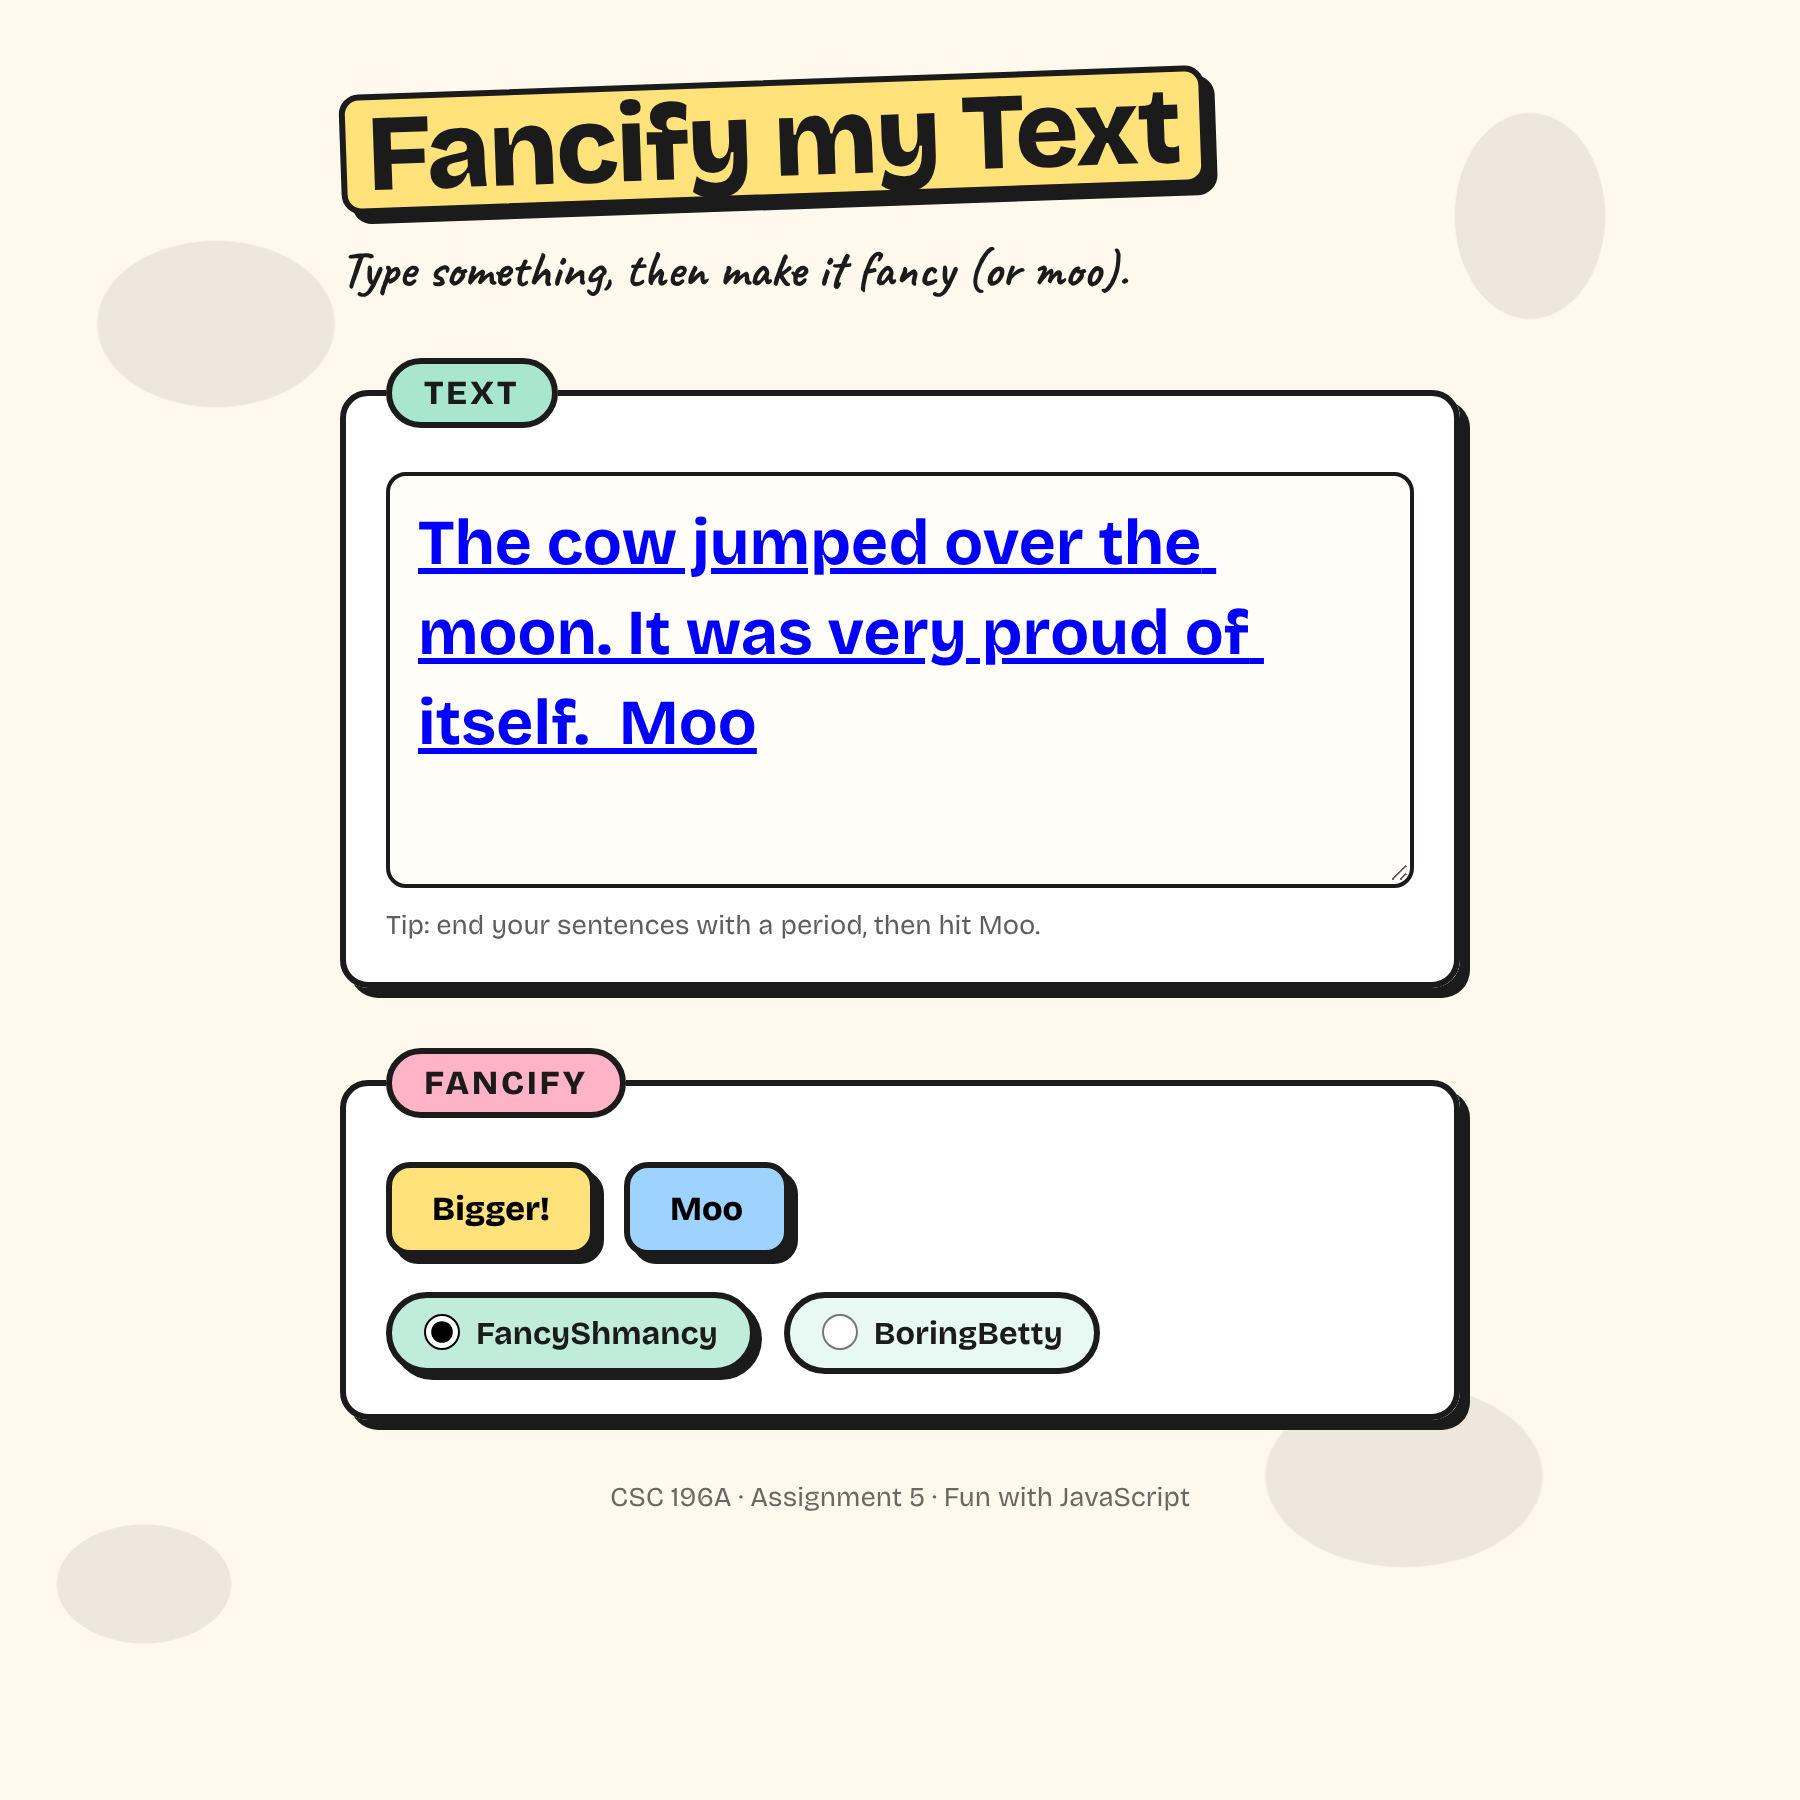 Fancify my Text
Type something, then make it fancy (or moo).
TEXT
The cow jumped over the
moon. It was very proud of
itself.  Moo
Tip: end your sentences with a period, then hit Moo.
FANCIFY
Bigger!
Moo
FancyShmancy
BoringBetty
CSC 196A · Assignment 5 · Fun with JavaScript